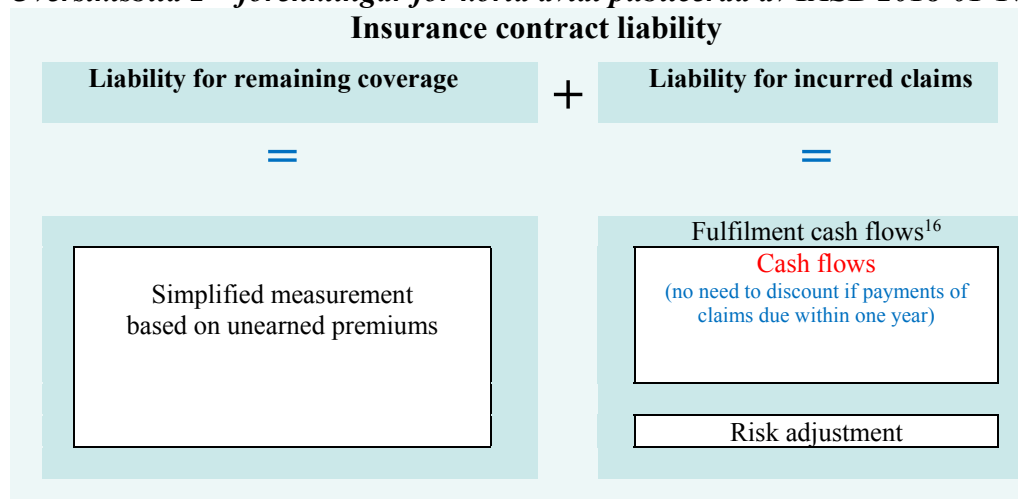 Insurance contract liability
Liability for remaining coverage
+
Liability for incurred claims
=
=
Simplified measurement
based on unearned premiums
Fulfilment cash flows16
Cash flows
(no need to discount if payments of
claims due within one year)
Risk adjustment